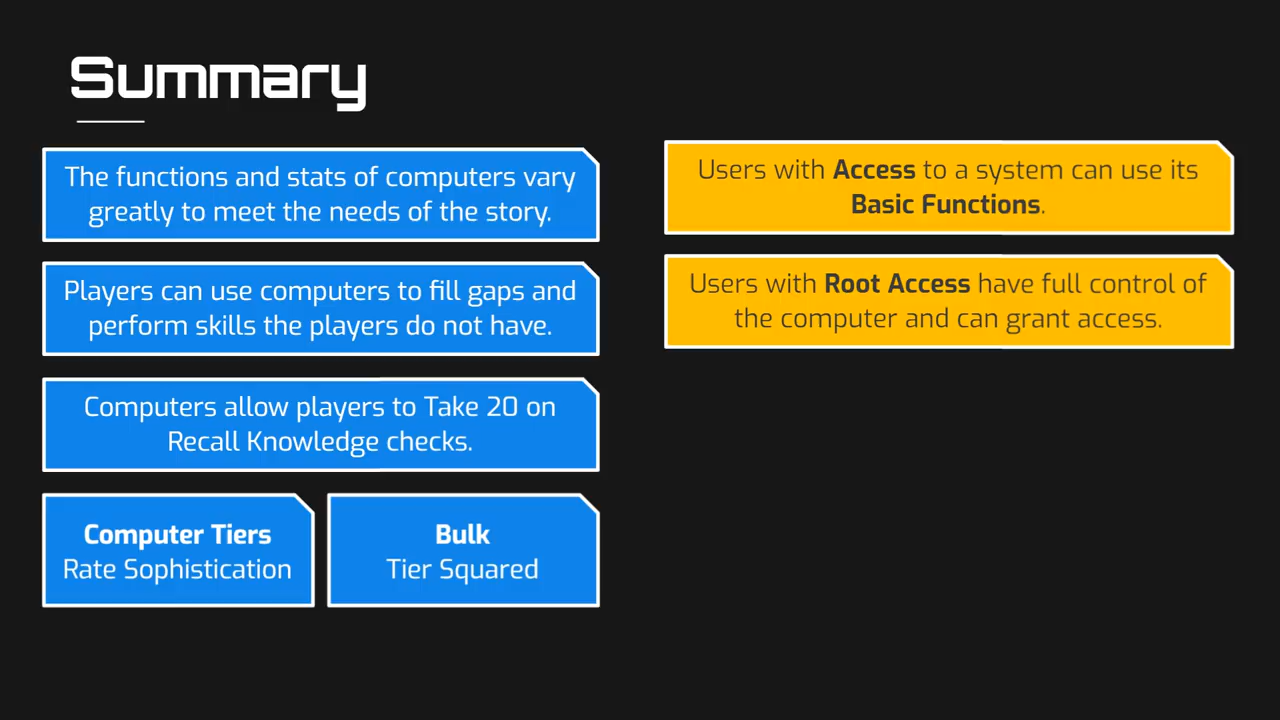 Summary
The functions and stats of computers vary
greatly to meet the needs of the story.
Players can use computers to fill gaps and
perform skills the players do not have.
Computers allow players to Take 20 on
Recall Knowledge checks.
Computer Tiers
Rate Sophistication
Bulk
Tier Squared
Users with Access to a system can use its
Basic Functions.
Users with Root Access have full control of
the computer and can grant access.